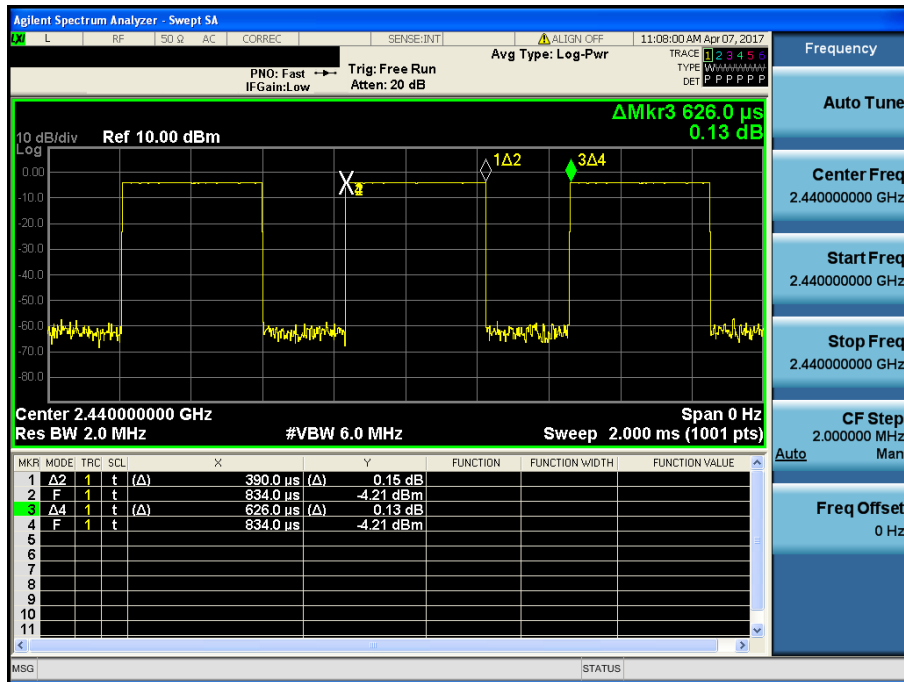 Agilent Spectrum Analyzer - Swept SA
LXI L RF 50 Ω AC CORREC SENSE:INT ALIGN OFF 11:08:00 AM Apr 07, 2017
Avg Type: Log-Pwr
TRACE 1 2 3 4 5 6
TYPE WWWWWWWW
DET P P P P P P
PNO: Fast
IFGain:Low
Trig: Free Run
Atten: 20 dB
ΔMkr3 626.0 µs
0.13 dB
10 dB/div Ref 10.00 dBm
Log
1Δ2 3Δ4
0.00
X
-10.0
-20.0
-30.0
-40.0
-50.0
-60.0
-70.0
-80.0
Center 2.440000000 GHz Span 0 Hz
Res BW 2.0 MHz #VBW 6.0 MHz Sweep 2.000 ms (1001 pts)
MKR MODE TRC SCL X Y FUNCTION FUNCTION WIDTH FUNCTION VALUE
1 Δ2 1 t (Δ) 390.0 µs (Δ) 0.15 dB
2 F 1 t 834.0 µs -4.21 dBm
3 Δ4 1 t (Δ) 626.0 µs (Δ) 0.13 dB
4 F 1 t 834.0 µs -4.21 dBm
5
6
7
8
9
10
11
MSG STATUS
Frequency
Auto Tune
Center Freq
2.440000000 GHz
Start Freq
2.440000000 GHz
Stop Freq
2.440000000 GHz
CF Step
2.000000 MHz
Auto Man
Freq Offset
0 Hz